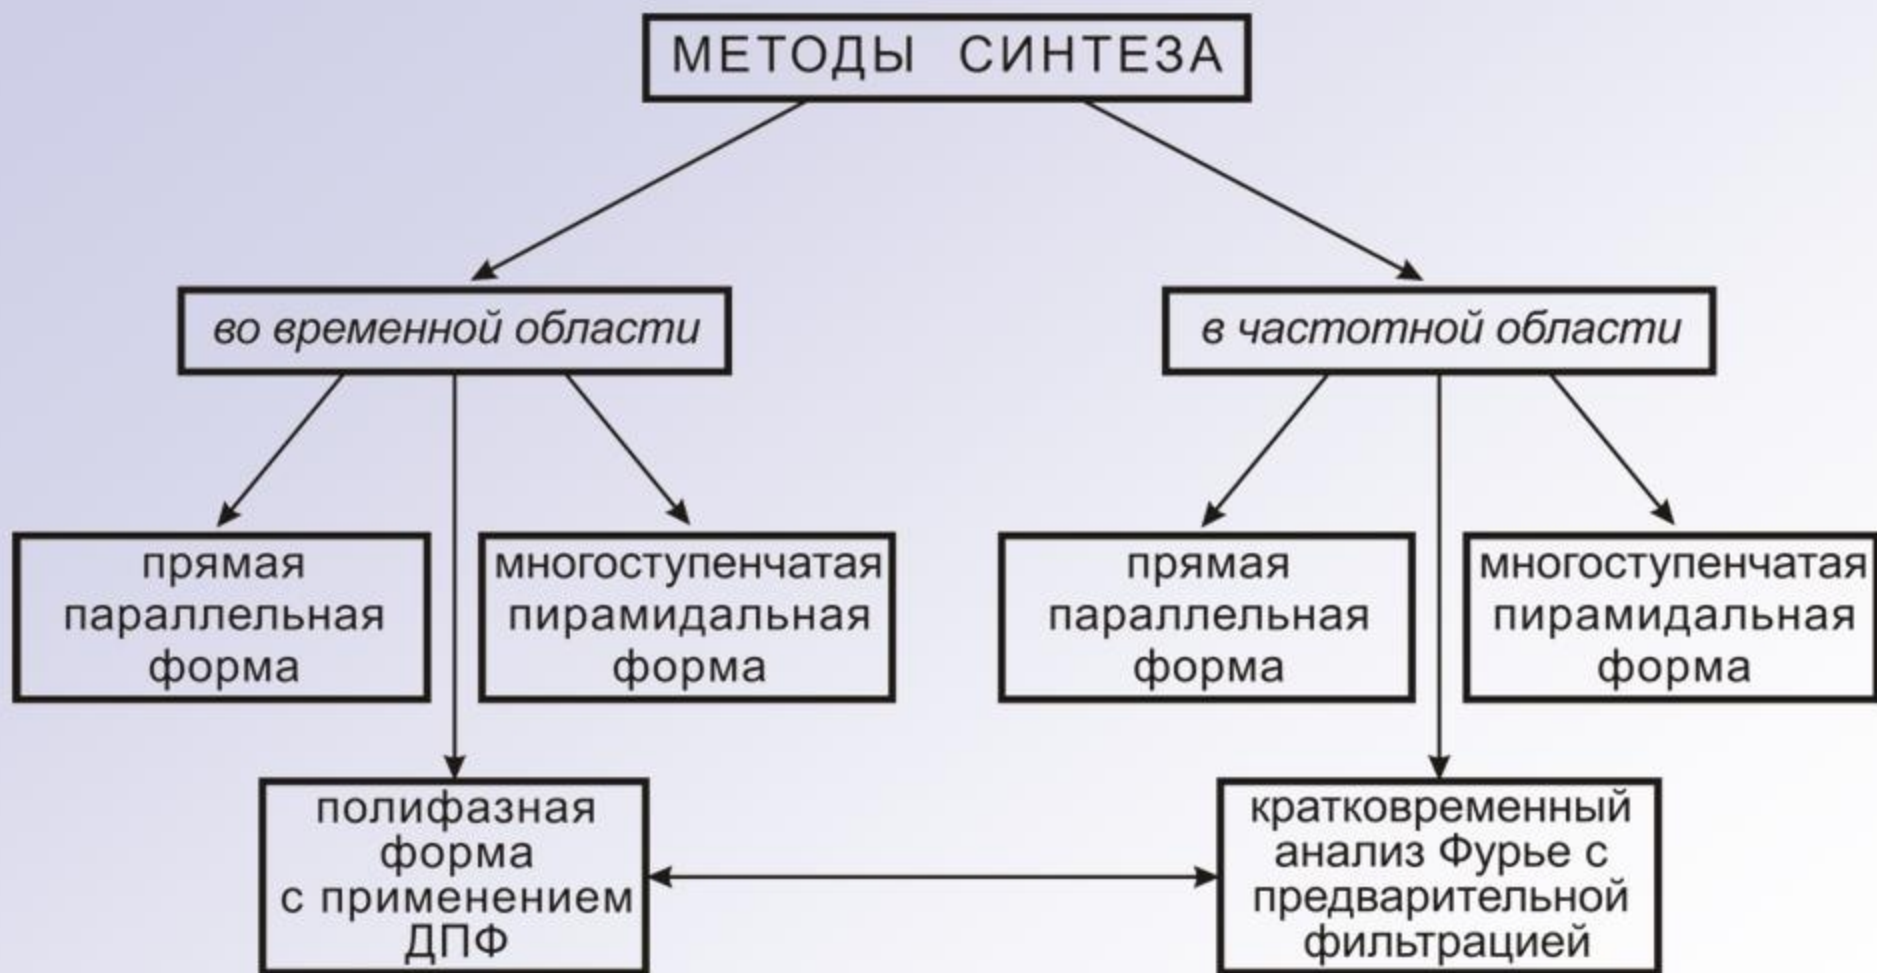 МЕТОДЫ СИНТЕЗА
во временной области
в частотной области
прямая
параллельная
форма
многоступенчатая
пирамидальная
форма
прямая
параллельная
форма
многоступенчатая
пирамидальная
форма
полифазная
форма
с применением
ДПФ
кратковременный
анализ Фурье с
предварительной
фильтрацией